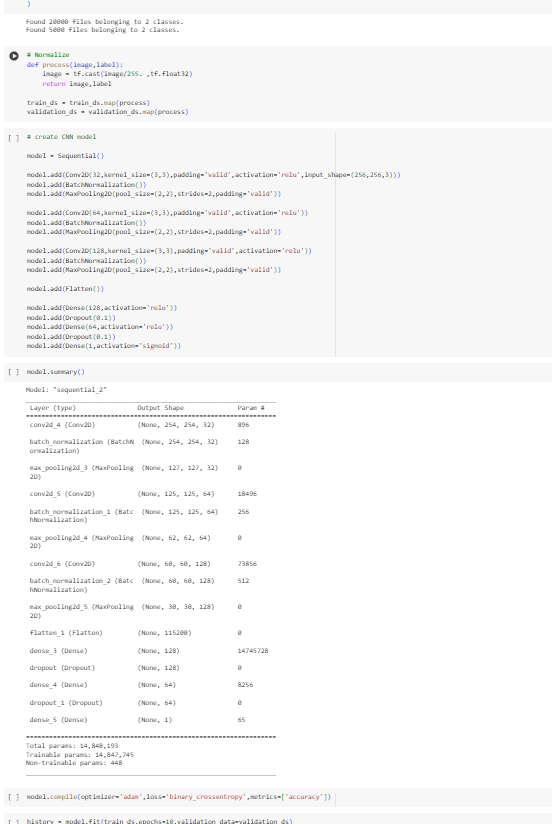 )
Found 20000 files belonging to 2 classes.
Found 5000 files belonging to 2 classes.
# Normalize
def process(image,label):
image = tf.cast(image/255. ,tf.float32)
return image,label
train_ds = train_ds.map(process)
validation_ds = validation_ds.map(process)
[ ] # create CNN model
model = Sequential()
model.add(Conv2D(32,kernel_size=(3,3),padding='valid',activation='relu',input_shape=(256,256,3)))
model.add(BatchNormalization())
model.add(MaxPooling2D(pool_size=(2,2),strides=2,padding='valid'))
model.add(Conv2D(64,kernel_size=(3,3),padding='valid',activation='relu'))
model.add(BatchNormalization())
model.add(MaxPooling2D(pool_size=(2,2),strides=2,padding='valid'))
model.add(Conv2D(128,kernel_size=(3,3),padding='valid',activation='relu'))
model.add(BatchNormalization())
model.add(MaxPooling2D(pool_size=(2,2),strides=2,padding='valid'))
model.add(Flatten())
model.add(Dense(128,activation='relu'))
model.add(Dropout(0.1))
model.add(Dense(64,activation='relu'))
model.add(Dropout(0.1))
model.add(Dense(1,activation='sigmoid'))
[ ] model.summary()
Model: "sequential_2"
Layer (type) Output Shape Param #
conv2d_4 (Conv2D) (None, 254, 254, 32) 896
batch_normalization (BatchN (None, 254, 254, 32) 128
ormalization)
max_pooling2d_3 (MaxPooling (None, 127, 127, 32) 0
2D)
conv2d_5 (Conv2D) (None, 125, 125, 64) 18496
batch_normalization_1 (Batc (None, 125, 125, 64) 256
hNormalization)
max_pooling2d_4 (MaxPooling (None, 62, 62, 64) 0
2D)
conv2d_6 (Conv2D) (None, 60, 60, 128) 73856
batch_normalization_2 (Batc (None, 60, 60, 128) 512
hNormalization)
max_pooling2d_5 (MaxPooling (None, 30, 30, 128) 0
2D)
flatten_1 (Flatten) (None, 115200) 0
dense_3 (Dense) (None, 128) 14745728
dropout (Dropout) (None, 128) 0
dense_4 (Dense) (None, 64) 8256
dropout_1 (Dropout) (None, 64) 0
dense_5 (Dense) (None, 1) 65
Total params: 14,848,193
Trainable params: 14,847,745
Non-trainable params: 448
[ ] model.compile(optimizer='adam',loss='binary_crossentropy',metrics=['accuracy'])
[ ] history = model.fit(train_ds,epochs=10,validation_data=validation_ds)